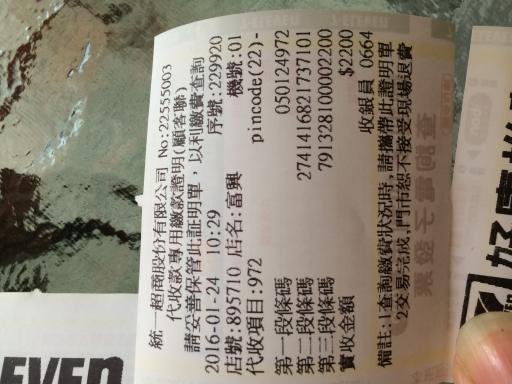 統一超商股份有限公司 No:22555003
代收款專用繳款證明(顧客聯)
請妥善保管此証明單，以利繳費查詢
2016-01-24 10:29 序號:229920
店號:895710 店名:富興 機號:01
代收項目:972 pincode(22)-
第一段條碼 050124972
第二段條碼 2741416821737101
第三段條碼 791328100002200
實收金額 $2200
收銀員 0664
備註:1查詢繳費狀況時,請攜帶此證明單
2交易完成,門市恕不接受現場退費
EVEN